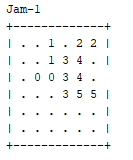 Jam-1
+-------------+
| . . 1 . 2 2 |
| . . 1 3 4 . |
| . 0 0 3 4 .
| . . . 3 5 5 |
| . . . . . . |
| . . . . . . |
+-------------+